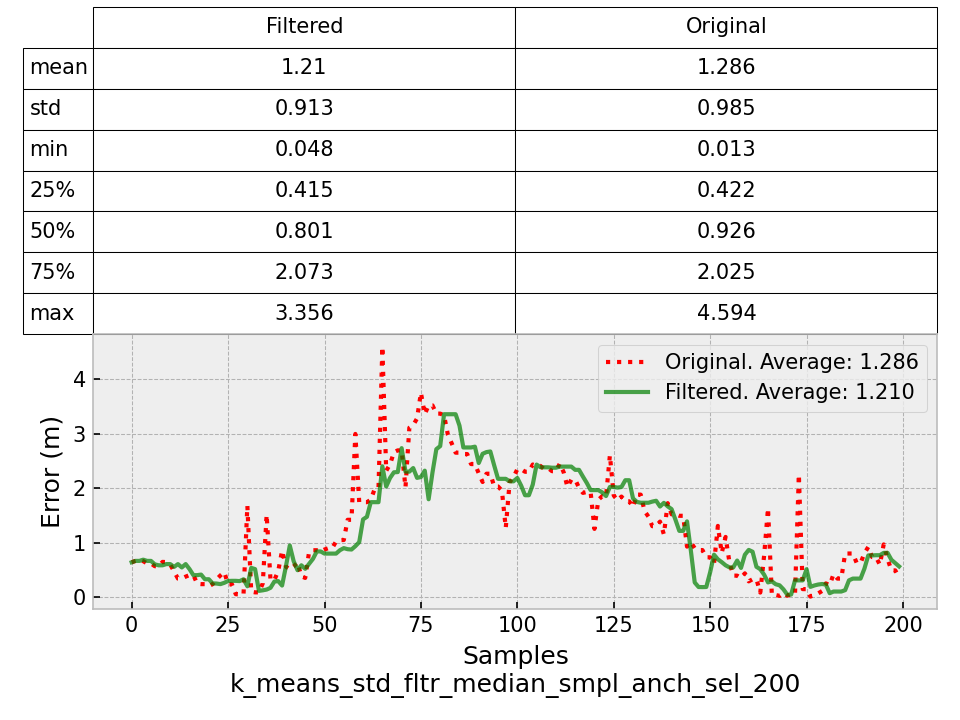 Filtered Original
mean 1.21 1.286
std 0.913 0.985
min 0.048 0.013
25% 0.415 0.422
50% 0.801 0.926
75% 2.073 2.025
max 3.356 4.594
Original. Average: 1.286
Filtered. Average: 1.210
4
3
2
1
0
Error (m)
0 25 50 75 100 125 150 175 200
Samples
k_means_std_fltr_median_smpl_anch_sel_200